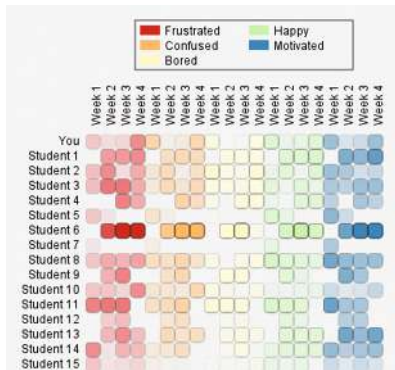 Frustrated Happy
Confused Motivated
Bored
Week 1 Week 2 Week 3 Week 4 Week 1 Week 2 Week 3 Week 4 Week 1 Week 2 Week 3 Week 4 Week 1 Week 2 Week 3 Week 4 Week 1 Week 2 Week 3 Week 4
You
Student 1
Student 2
Student 3
Student 4
Student 5
Student 6
Student 7
Student 8
Student 9
Student 10
Student 11
Student 12
Student 13
Student 14
Student 15